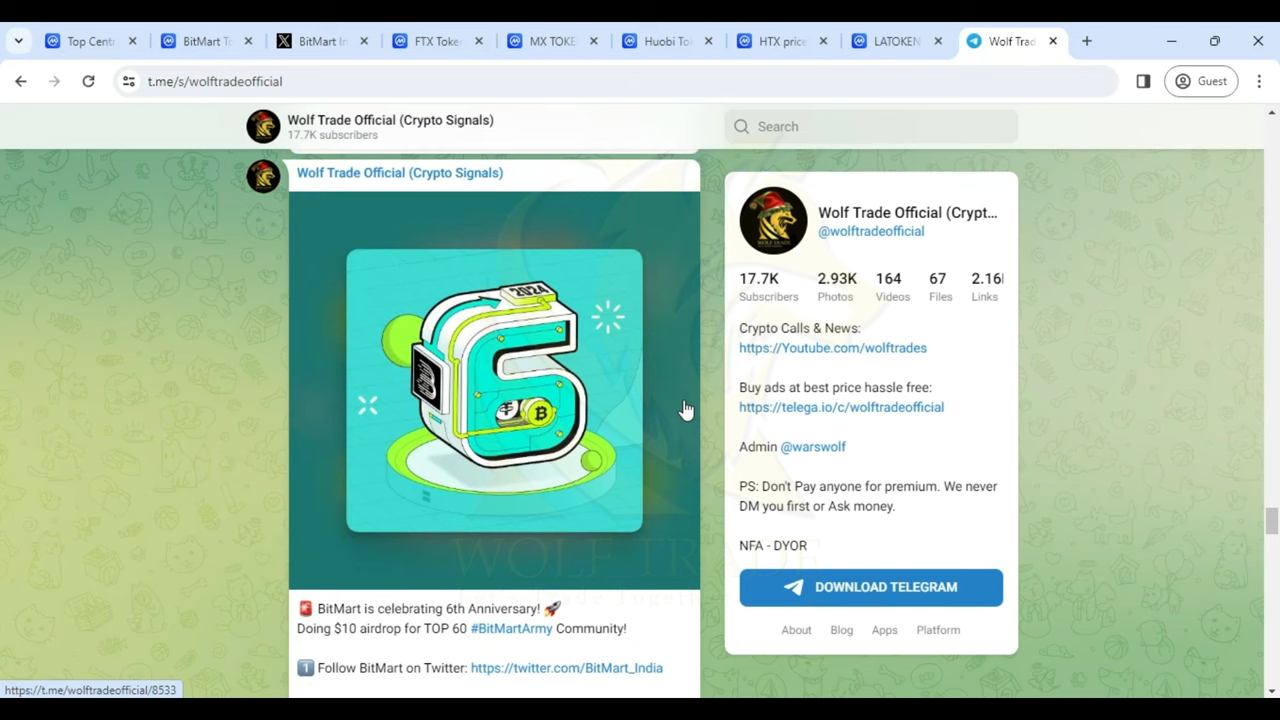 Top Cent
BitMart To
BitMart In
FTX Toke
MX TOKE
Huobi To
HTX price
LATOKEN
Wolf Trad
t.me/s/wolftradeofficial
Guest
Wolf Trade Official (Crypto Signals)
17.7K subscribers
Search
Wolf Trade Official (Crypto Signals)
2024
🚨 BitMart is celebrating 6th Anniversary! 🚀
Doing $10 airdrop for TOP 60 #BitMartArmy Community!
1️⃣ Follow BitMart on Twitter: https://twitter.com/BitMart_India
Wolf Trade Official (Crypt...
@wolftradeofficial
17.7K 2.93K 164 67 2.16
Subscribers Photos Videos Files Links
Crypto Calls & News:
https://Youtube.com/wolftrades
Buy ads at best price hassle free:
https://telega.io/c/wolftradeofficial
Admin @warswolf
PS: Don't Pay anyone for premium. We never
DM you first or Ask money.
NFA - DYOR
DOWNLOAD TELEGRAM
About Blog Apps Platform
WOLF TRADE
https://t.me/wolftradeofficial/8533